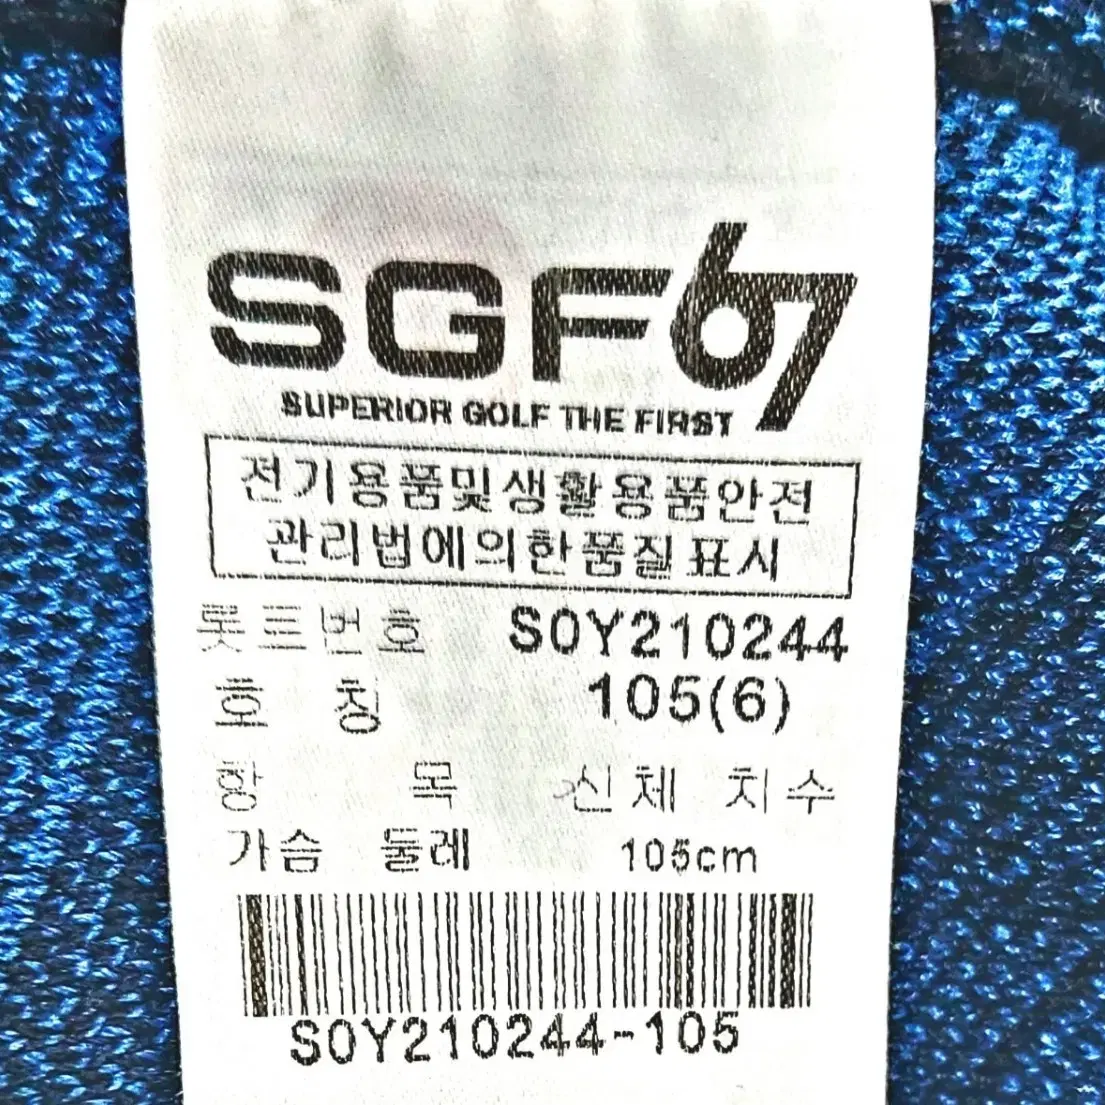 SGF67
SUPERIOR GOLF THE FIRST
전기용품및생활용품안전
관리법에의한품질표시
롯트번호 S0Y210244
호 칭 105(6)
항 목 신체 치수
가슴 둘레 105cm
S0Y210244-105